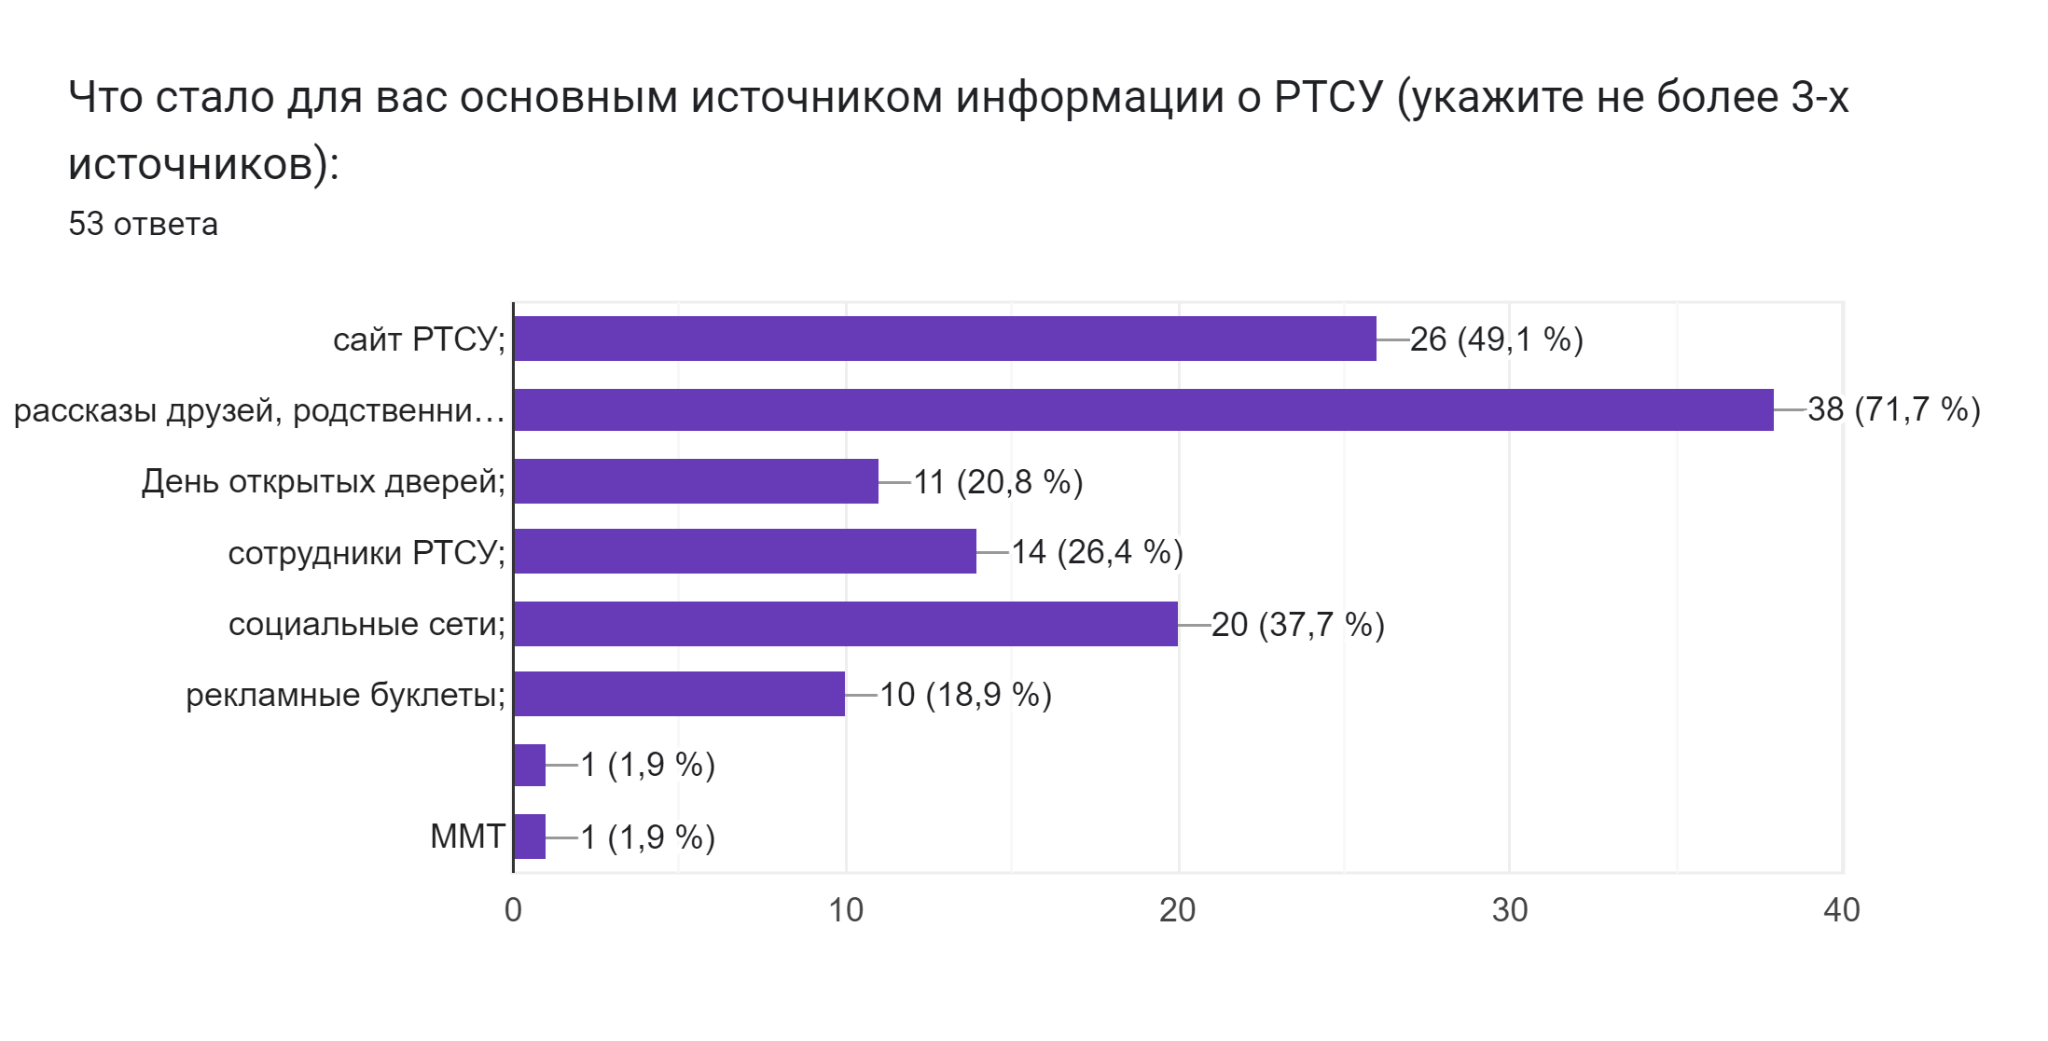 Что стало для вас основным источником информации о РТСУ (укажите не более 3-х
источников):
53 ответа
сайт РТСУ; 26 (49,1 %)
рассказы друзей, родственни… 38 (71,7 %)
День открытых дверей; 11 (20,8 %)
сотрудники РТСУ; 14 (26,4 %)
социальные сети; 20 (37,7 %)
рекламные буклеты; 10 (18,9 %)
1 (1,9 %)
ММТ 1 (1,9 %)
0 10 20 30 40